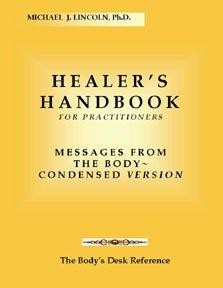 MICHAEL J. LINCOLN, Ph.D.
HEALER'S
HANDBOOK
FOR PRACTITIONERS
MESSAGES FROM
THE BODY~
CONDENSED VERSION
The Body's Desk Reference